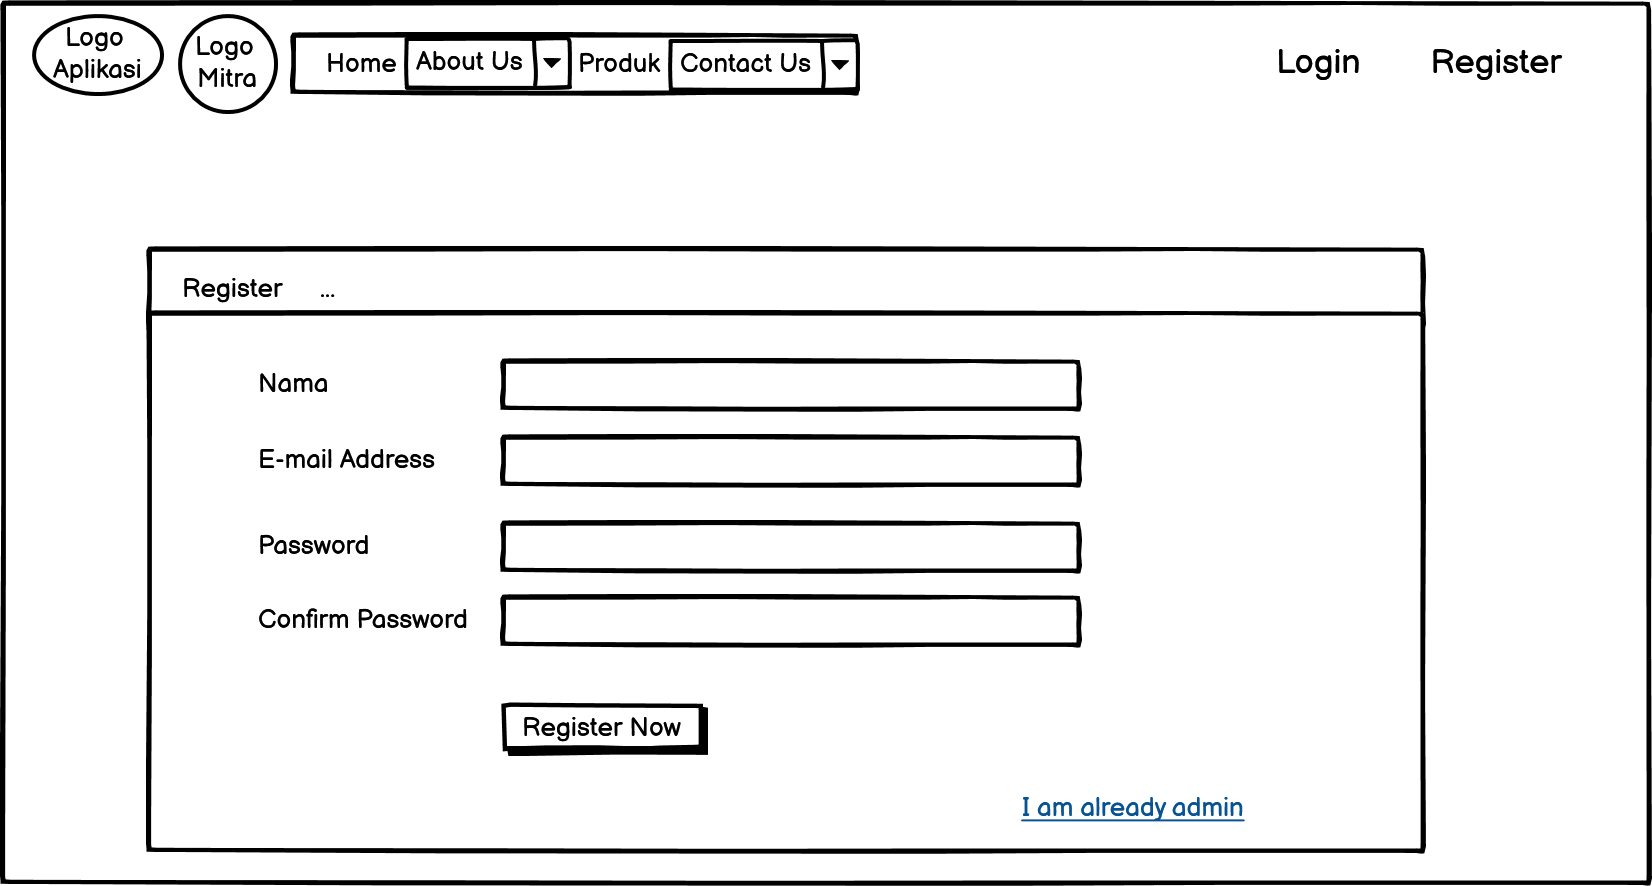 Logo
Aplikasi
Logo
Mitra
Home About Us Produk Contact Us
Login Register
Register ...
Nama
E-mail Address
Password
Confirm Password
Register Now
I am already admin